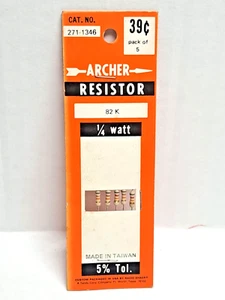 CAT. NO.
271-1346
39¢
pack of
5
ARCHER
RESISTOR
82 K
1/4 watt
MADE IN TAIWAN
5% Tol.